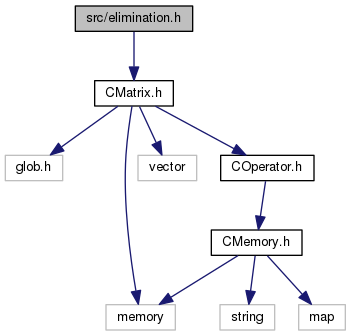 src/elimination.h
CMatrix.h
glob.h
vector
COperator.h
CMemory.h
memory
string
map